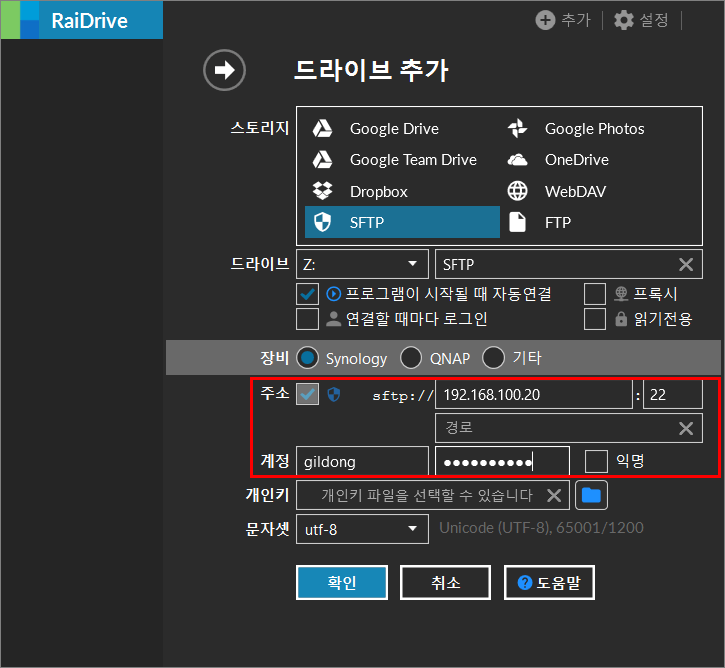 RaiDrive
추가 설정
드라이브 추가
스토리지
Google Drive Google Photos
Google Team Drive OneDrive
Dropbox WebDAV
SFTP FTP
드라이브 Z: SFTP
프로그램이 시작될 때 자동연결 프록시
연결할 때마다 로그인 읽기전용
장비 Synology QNAP 기타
주소 sftp:// 192.168.100.20 : 22
경로
계정 gildong ●●●●●●●●●● 익명
개인키 개인키 파일을 선택할 수 있습니다
문자셋 utf-8 Unicode (UTF-8), 65001/1200
확인 취소 ? 도움말